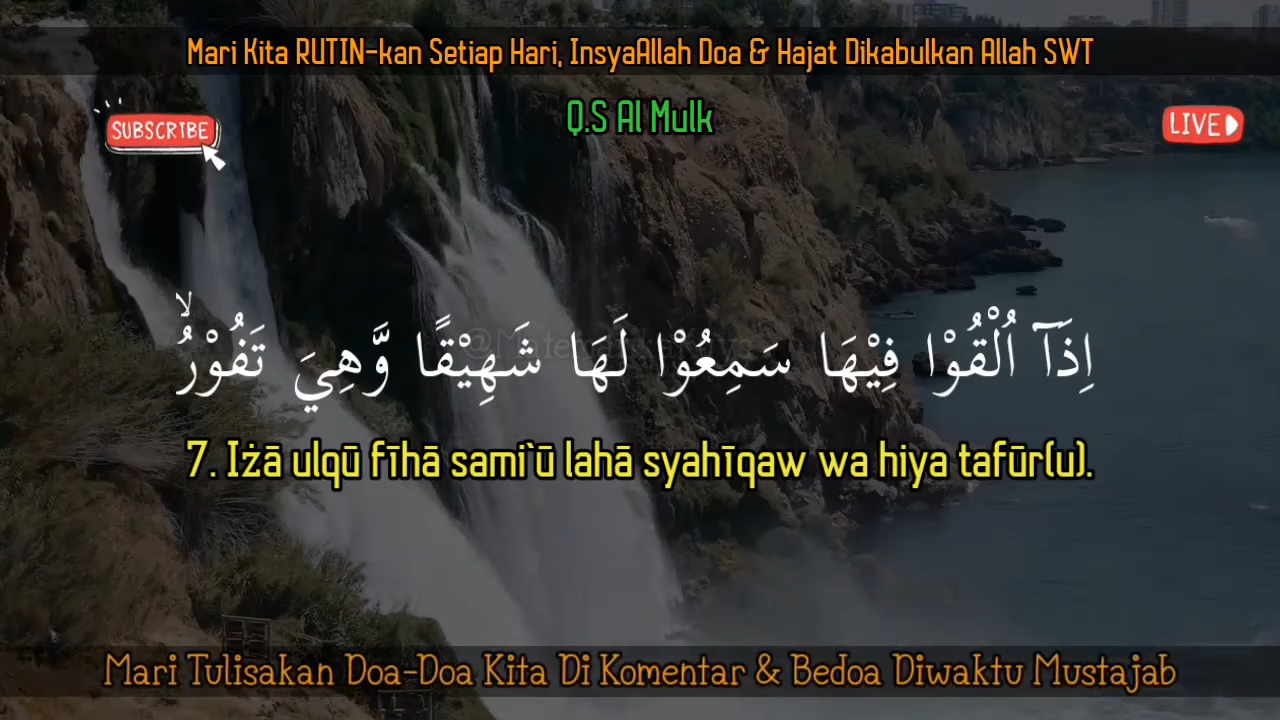 Mari Kita RUTIN-kan Setiap Hari, InsyaAllah Doa & Hajat Dikabulkan Allah SWT
Q.S Al Mulk
SUBSCRIBE
LIVE
اِذَآ اُلْقُوْا فِيْهَا سَمِعُوْا لَهَا شَهِيْقًا وَّهِيَ تَفُوْرُۙ
7. Iżā ulqū fīhā sami`ū lahā syahīqaw wa hiya tafūr(u).
Mari Tulisakan Doa-Doa Kita Di Komentar & Bedoa Diwaktu Mustajab